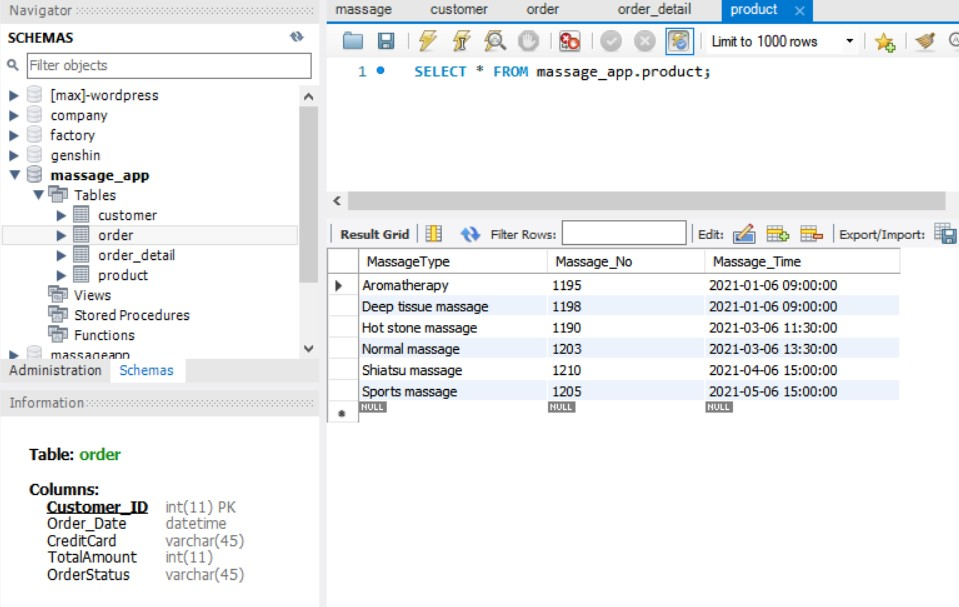 Navigator
SCHEMAS
Filter objects
[max]-wordpress
company
factory
genshin
massage_app
Tables
customer
order
order_detail
product
Views
Stored Procedures
Functions
massageapp
Administration Schemas
Information
Table: order
Columns:
Customer_ID int(11) PK
Order_Date datetime
CreditCard varchar(45)
TotalAmount int(11)
OrderStatus varchar(45)
massage customer order order_detail product
Limit to 1000 rows
1 SELECT * FROM massage_app.product;
Result Grid Filter Rows: Edit: Export/Import:
MassageType Massage_No Massage_Time
Aromatherapy 1195 2021-01-06 09:00:00
Deep tissue massage 1198 2021-01-06 09:00:00
Hot stone massage 1190 2021-03-06 11:30:00
Normal massage 1203 2021-03-06 13:30:00
Shiatsu massage 1210 2021-04-06 15:00:00
Sports massage 1205 2021-05-06 15:00:00
NULL NULL NULL